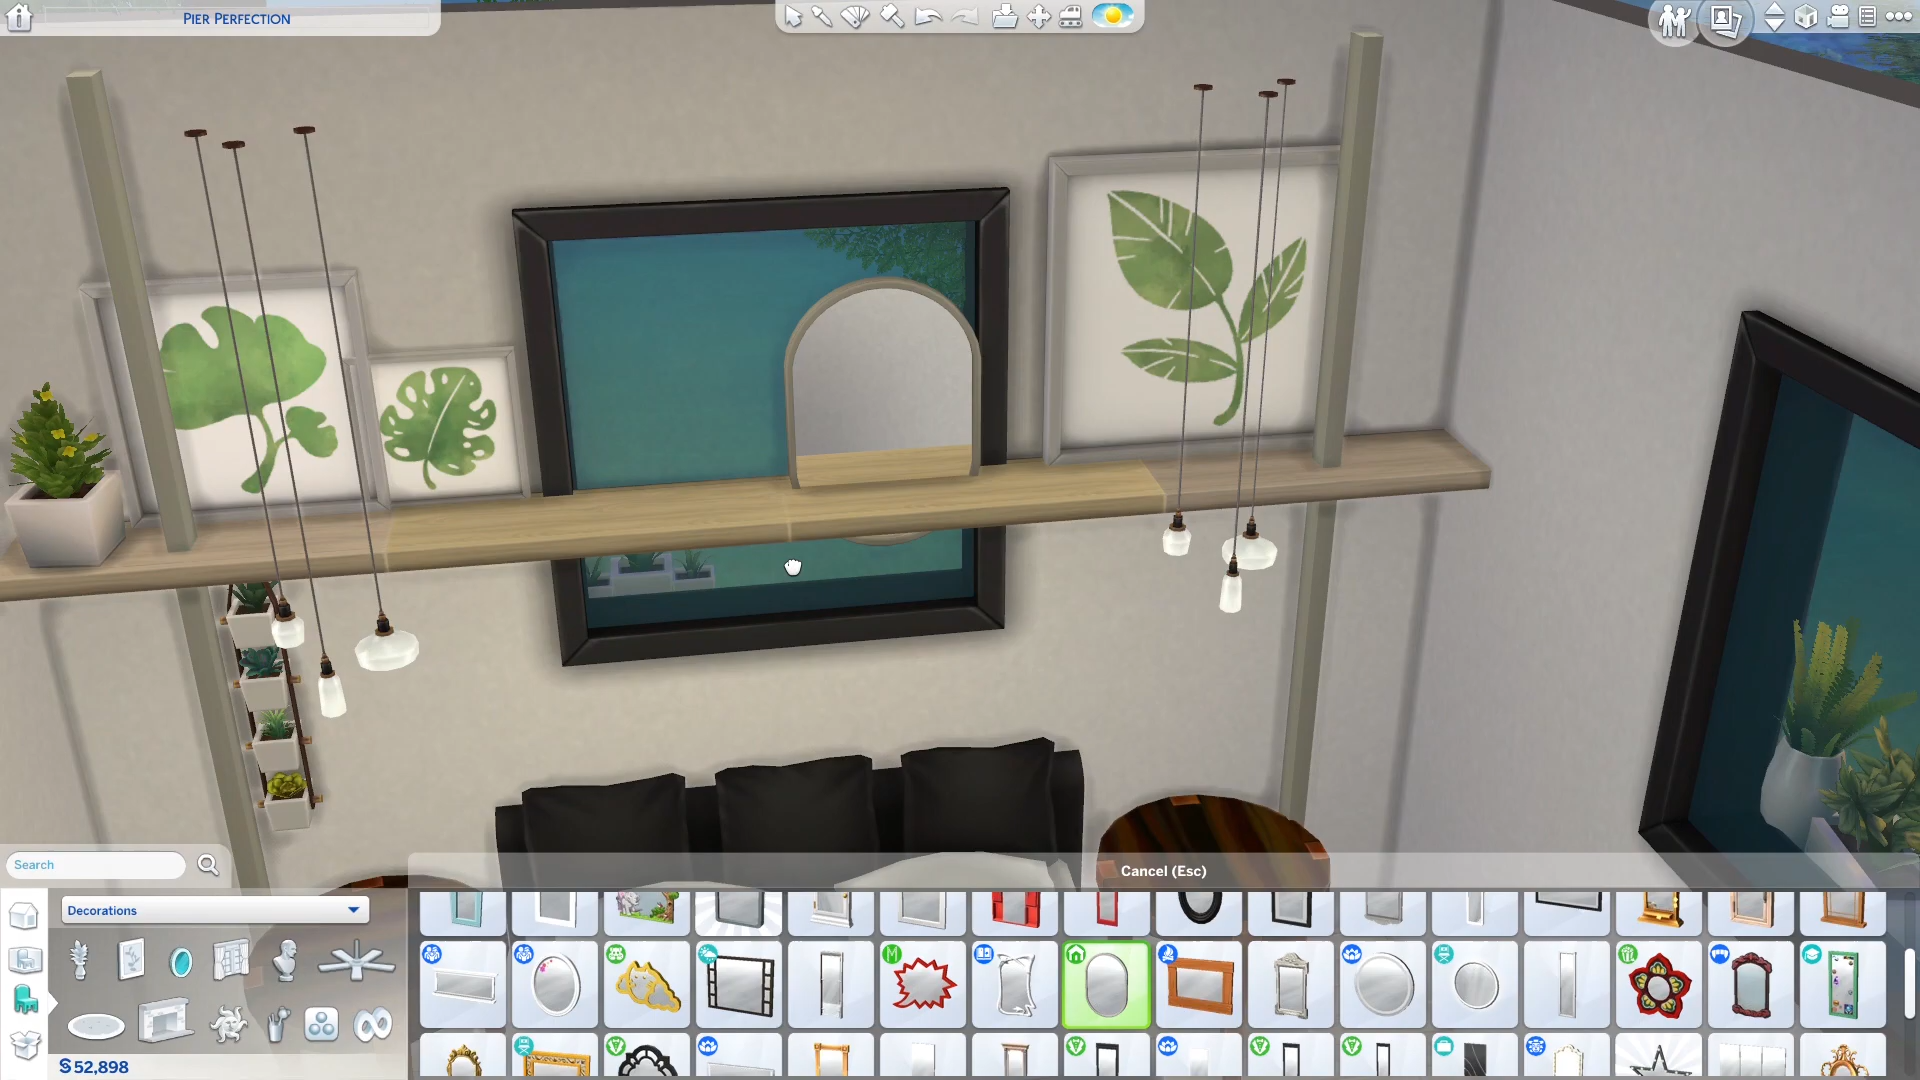 PIER PERFECTION
Search
Cancel (Esc)
Decorations
M
§52,898